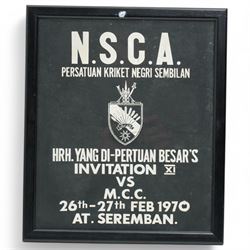 N.S.C.A.
PERSATUAN KRIKET NEGRI SEMBILAN
HRH. YANG DI-PERTUAN BESAR'S
INVITATION XI
VS
M.C.C.
26th-27th FEB 1970
AT. SEREMBAN.